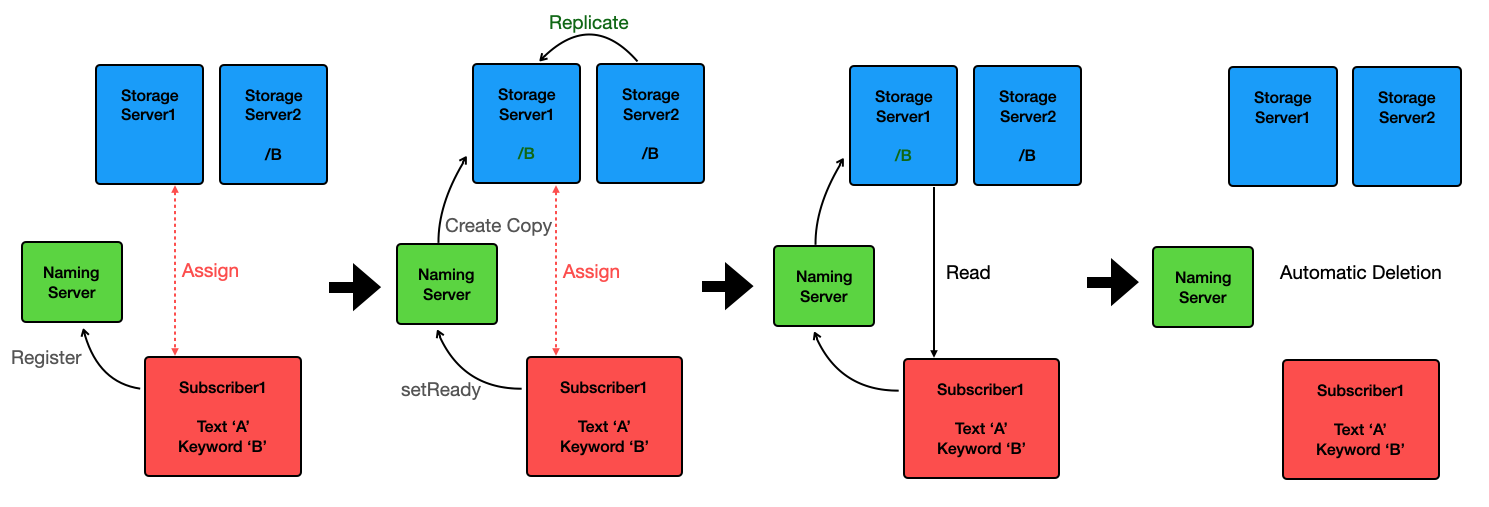 Storage
Server1
Storage
Server2
/B
Naming
Server
Assign
Register
Subscriber1
Text ‘A’
Keyword ‘B’
Replicate
Storage
Server1
/B
Storage
Server2
/B
Create Copy
Naming
Server
Assign
setReady
Subscriber1
Text ‘A’
Keyword ‘B’
Storage
Server1
/B
Storage
Server2
/B
Naming
Server
Read
Subscriber1
Text ‘A’
Keyword ‘B’
Storage
Server1
Storage
Server2
Naming
Server
Automatic Deletion
Subscriber1
Text ‘A’
Keyword ‘B’